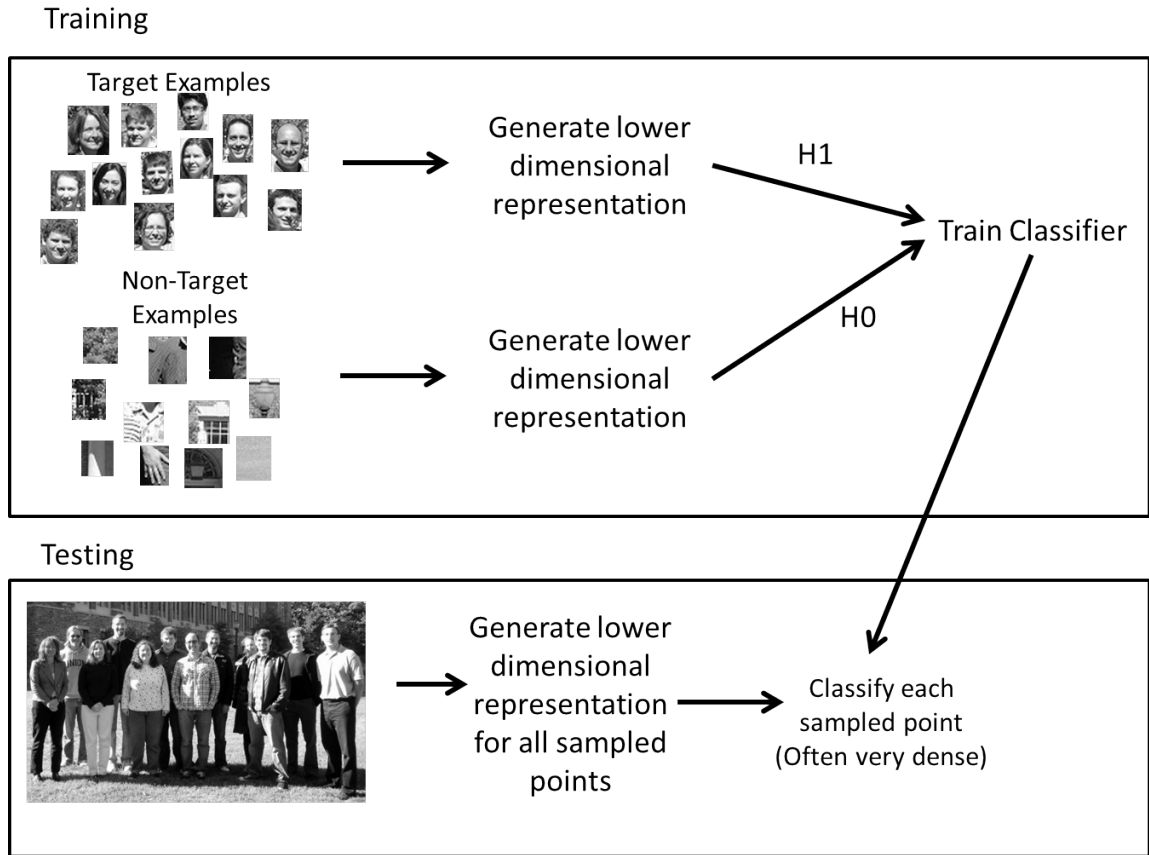 Training
Target Examples
Generate lower
dimensional
representation
H1
Train Classifier
Non-Target
Examples
Generate lower
dimensional
representation
H0
Testing
Generate lower
dimensional
representation
for all sampled
points
Classify each
sampled point
(Often very dense)